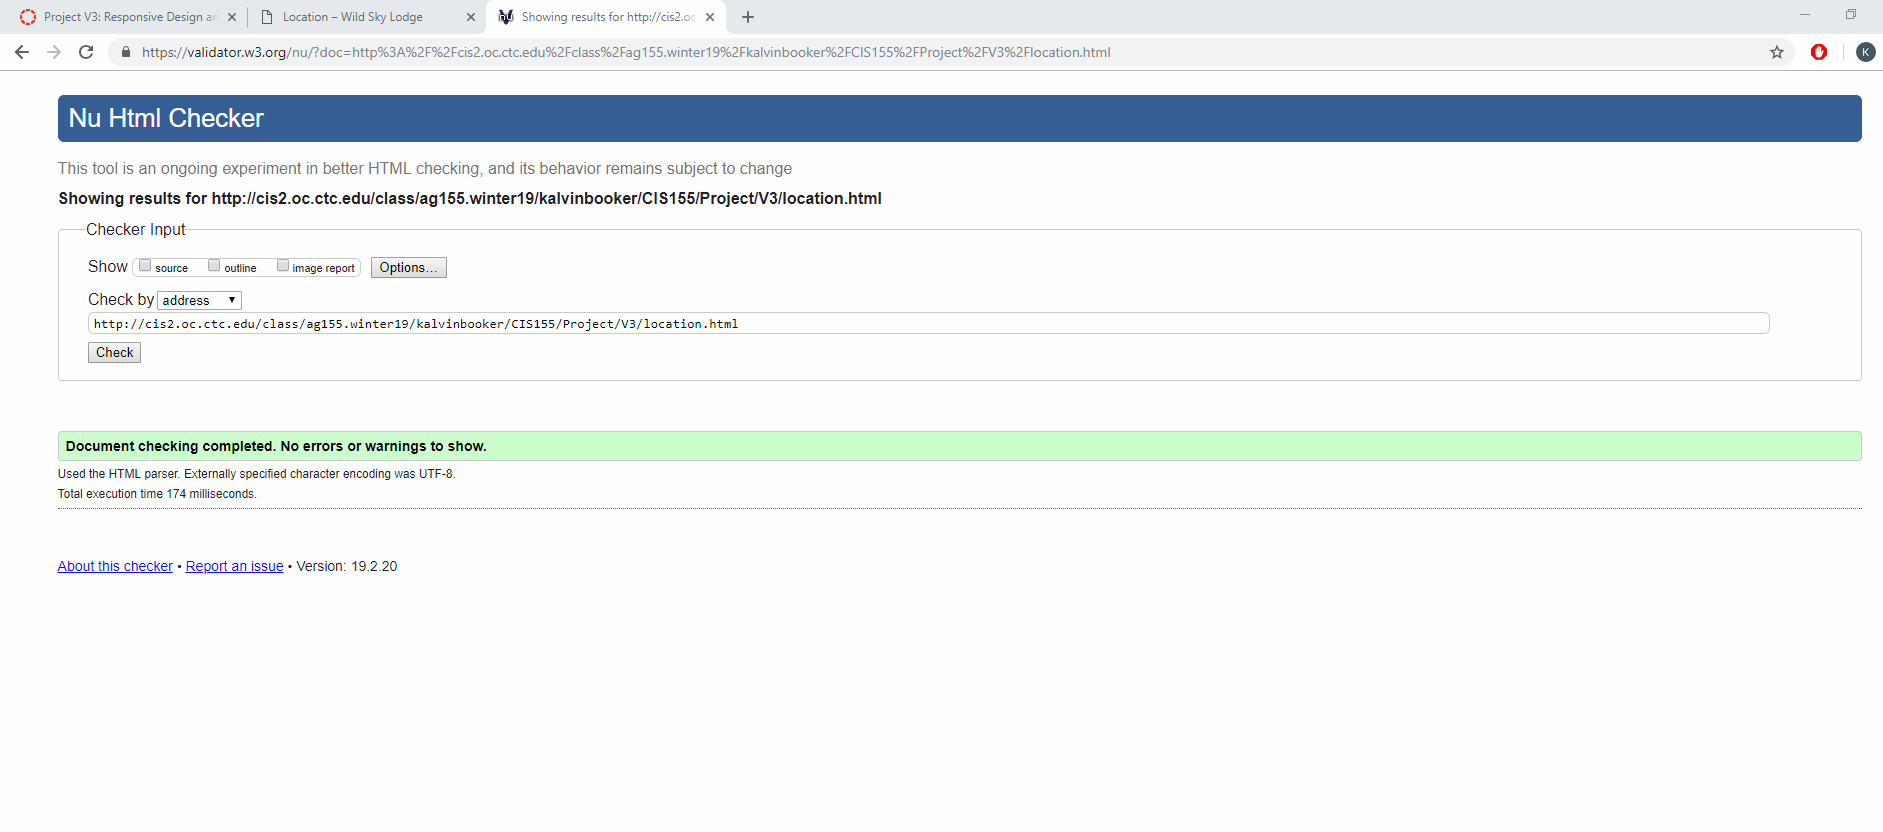 Project V3: Responsive Design an
Location – Wild Sky Lodge
nu Showing results for http://cis2.oc
https://validator.w3.org/nu/?doc=http%3A%2F%2Fcis2.oc.ctc.edu%2Fclass%2Fag155.winter19%2Fkalvinbooker%2FCIS155%2FProject%2FV3%2Flocation.html
K
Nu Html Checker
This tool is an ongoing experiment in better HTML checking, and its behavior remains subject to change
Showing results for http://cis2.oc.ctc.edu/class/ag155.winter19/kalvinbooker/CIS155/Project/V3/location.html
Checker Input
Show source outline image report Options...
Check by address
http://cis2.oc.ctc.edu/class/ag155.winter19/kalvinbooker/CIS155/Project/V3/location.html
Check
Document checking completed. No errors or warnings to show.
Used the HTML parser. Externally specified character encoding was UTF-8.
Total execution time 174 milliseconds.
About this checker • Report an issue • Version: 19.2.20